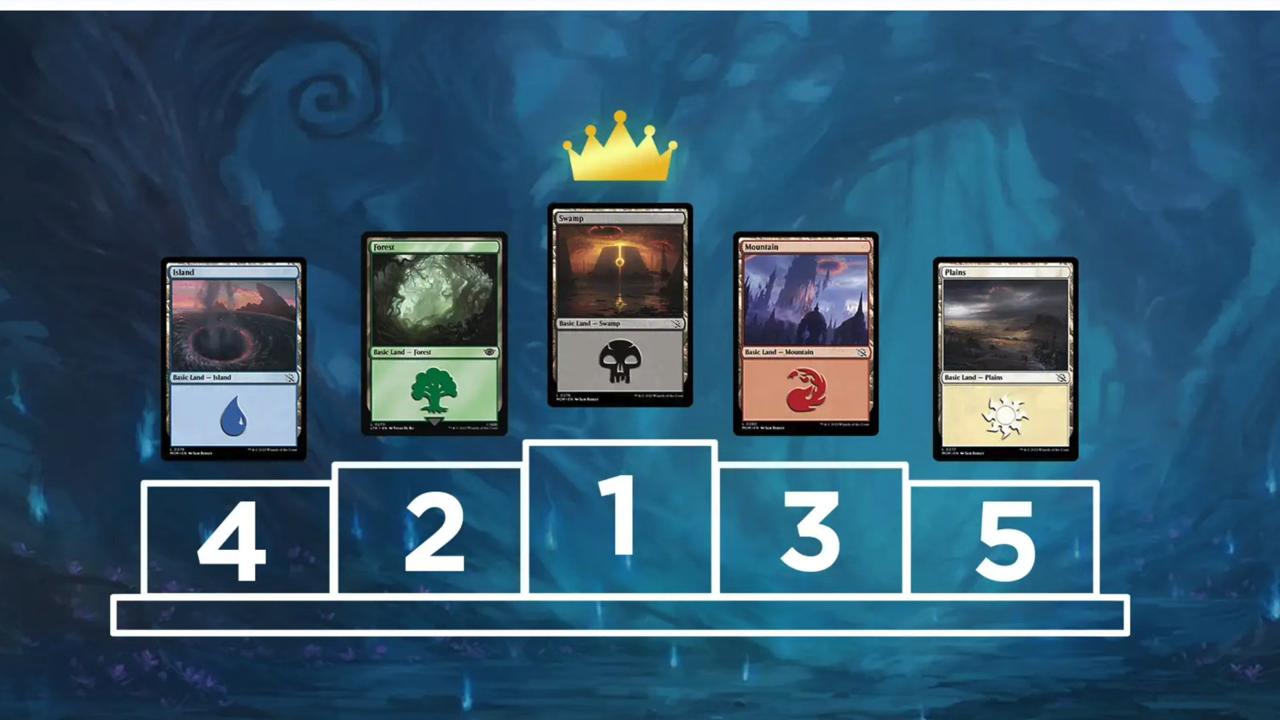 Swamp
Forest
Mountain
Island
Plains
Basic Land – Swamp
Basic Land – Forest
Basic Land – Mountain
Basic Land – Island
Basic Land – Plains
4
2
1
3
5